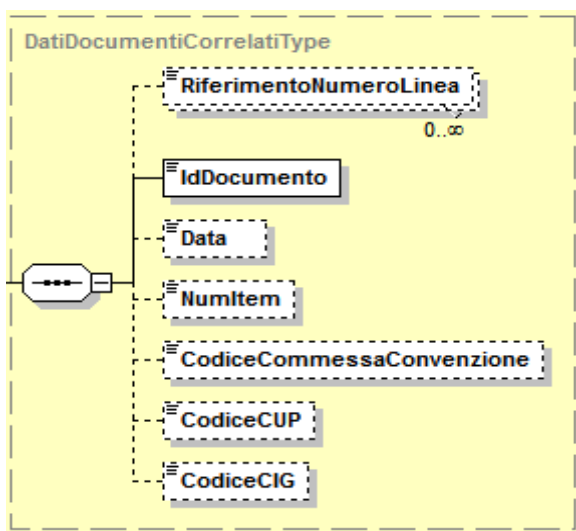 DatiDocumentiCorrelatiType
RiferimentoNumeroLinea
0..∞
IdDocumento
Data
NumItem
CodiceCommessaConvenzione
CodiceCUP
CodiceCIG